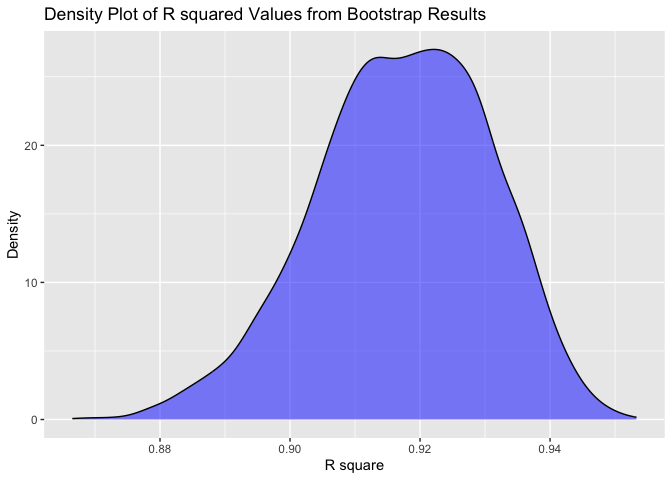 Density Plot of R squared Values from Bootstrap Results
Density
20
10
0
0.88 0.90 0.92 0.94
R square